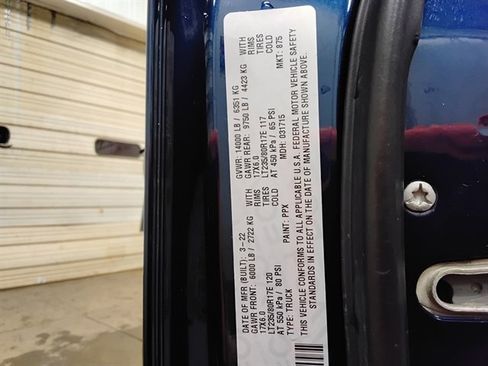 DATE OF MFR (BUILT): 3-22 GVWR: 14000 LB / 6351 KG
GAWR FRONT: 6000 LB / 2722 KG WITH GAWR REAR: 9750 LB / 4423 KG WITH
17X6.0 RIMS 17X6.0 RIMS
LT235/80R17E 120 TIRES LT235/80R17E 117 TIRES
AT 550 kPa / 80 PSI COLD AT 450 kPa / 65 PSI COLD
TYPE: TRUCK PAINT: PPX MDH: 031715 MKT: 875
THIS VEHICLE CONFORMS TO ALL APPLICABLE U.S.A. FEDERAL MOTOR VEHICLE SAFETY
STANDARDS IN EFFECT ON THE DATE OF MANUFACTURE SHOWN ABOVE.